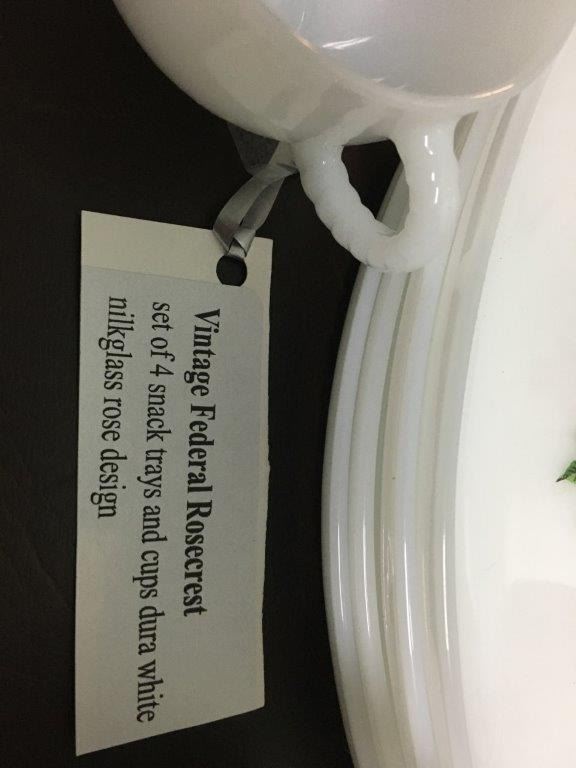 Vintage Federal Rosecrest
set of 4 snack trays and cups dura white
nilkglass rose design